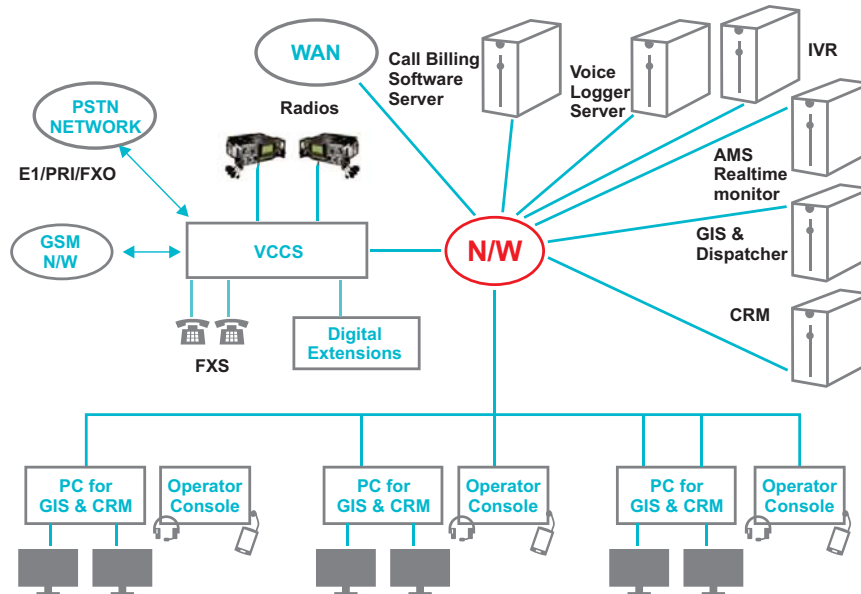 WAN
Call Billing
Software
Server
Voice
Logger
Server
IVR
PSTN
NETWORK
Radios
E1/PRI/FXO
AMS
Realtime
monitor
GSM
N/W
VCCS
N/W
GIS &
Dispatcher
CRM
Digital
Extensions
FXS
PC for
GIS & CRM
Operator
Console
PC for
GIS & CRM
Operator
Console
PC for
GIS & CRM
Operator
Console